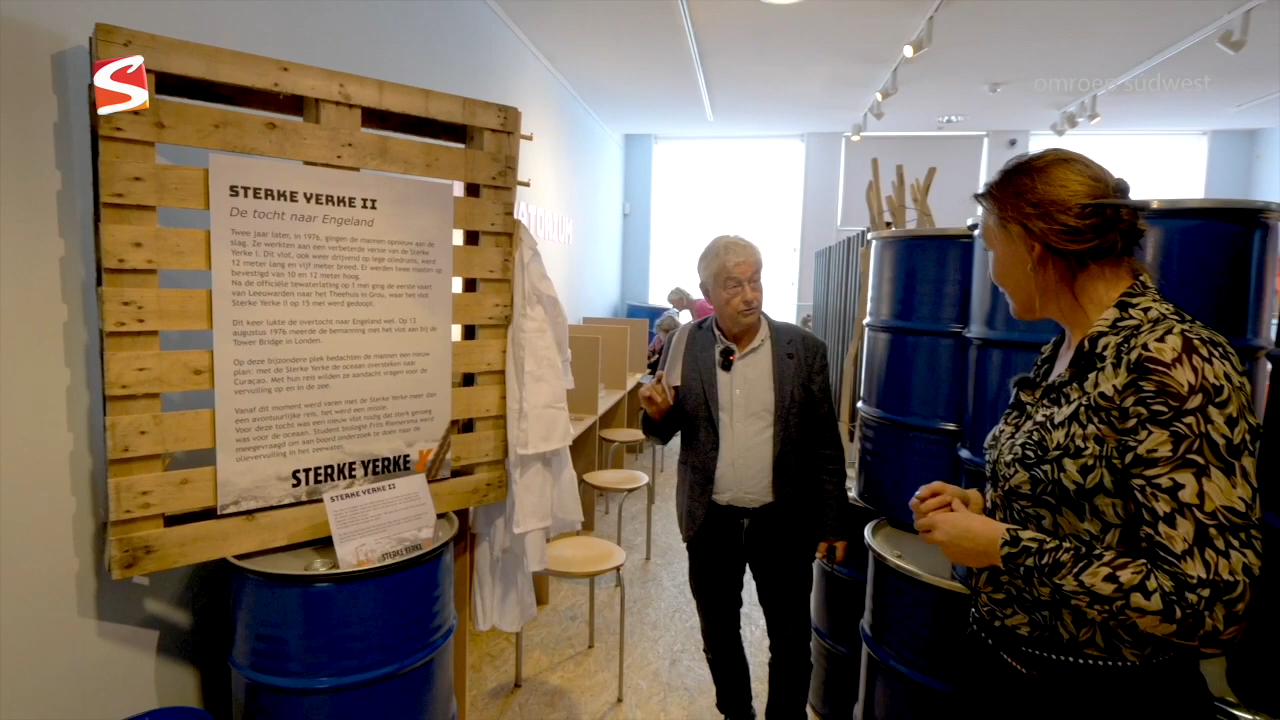 S
omroep súdwest
ATORIUM
STERKE YERKE II
De tocht naar Engeland
Twee jaar later, in 1976, gingen de mannen opnieuw aan de
slag. Ze werkten aan een verbeterde versie van de Sterke
Yerke I. Dit vlot, ook weer drijvend op lege oliedrums, werd
12 meter lang en vijf meter breed. Er werden twee masten op
bevestigd van 10 en 12 meter hoog.
Na de officiële tewaterlating op 1 mei ging de eerste vaart
van Leeuwarden naar het Theehuis in Grou, waar het vlot
Sterke Yerke II op 15 mei werd gedoopt.
Dit keer lukte de overtocht naar Engeland wel. Op 13
augustus 1976 meerde de bemanning met het vlot aan bij de
Tower Bridge in Londen.
Op deze bijzondere plek bedachten de mannen een nieuw
plan: met de Sterke Yerke de oceaan oversteken naar
Curaçao. Met hun reis wilden ze aandacht vragen voor de
vervuiling op en in de zee.
Vanaf dit moment werd varen met de Sterke Yerke meer dan
een avontuurlijke reis, het werd een missie.
Voor deze tocht was een nieuw vlot nodig dat sterk genoeg
was voor de oceaan. Student biologie Frits Riemersma werd
meegevraagd om aan boord onderzoek te doen naar de
olievervuiling in het zeewater.
STERKE YERKE
STERKE YERKE II
STERKE YERKE